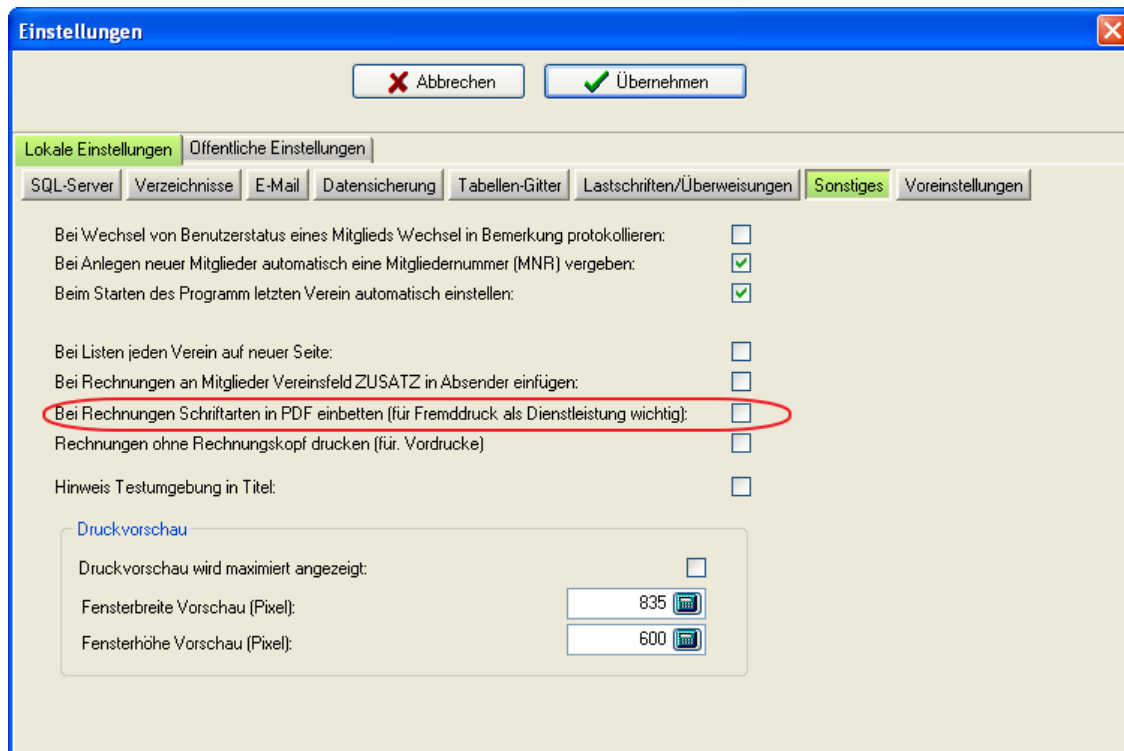 Einstellungen
Abbrechen Übernehmen
Lokale Einstellungen Öffentliche Einstellungen
SQL-Server Verzeichnisse E-Mail Datensicherung Tabellen-Gitter Lastschriften/Überweisungen Sonstiges Voreinstellungen
Bei Wechsel von Benutzerstatus eines Mitglieds Wechsel in Bemerkung protokollieren:
Bei Anlegen neuer Mitglieder automatisch eine Mitgliedernummer (MNR) vergeben:
Beim Starten des Programm letzten Verein automatisch einstellen:
Bei Listen jeden Verein auf neuer Seite:
Bei Rechnungen an Mitglieder Vereinsfeld ZUSATZ in Absender einfügen:
Bei Rechnungen Schriftarten in PDF einbetten (für Fremddruck als Dienstleistung wichtig):
Rechnungen ohne Rechnungskopf drucken (für. Vordrucke)
Hinweis Testumgebung in Titel:
Druckvorschau
Druckvorschau wird maximiert angezeigt:
Fensterbreite Vorschau (Pixel): 835
Fensterhöhe Vorschau (Pixel): 600